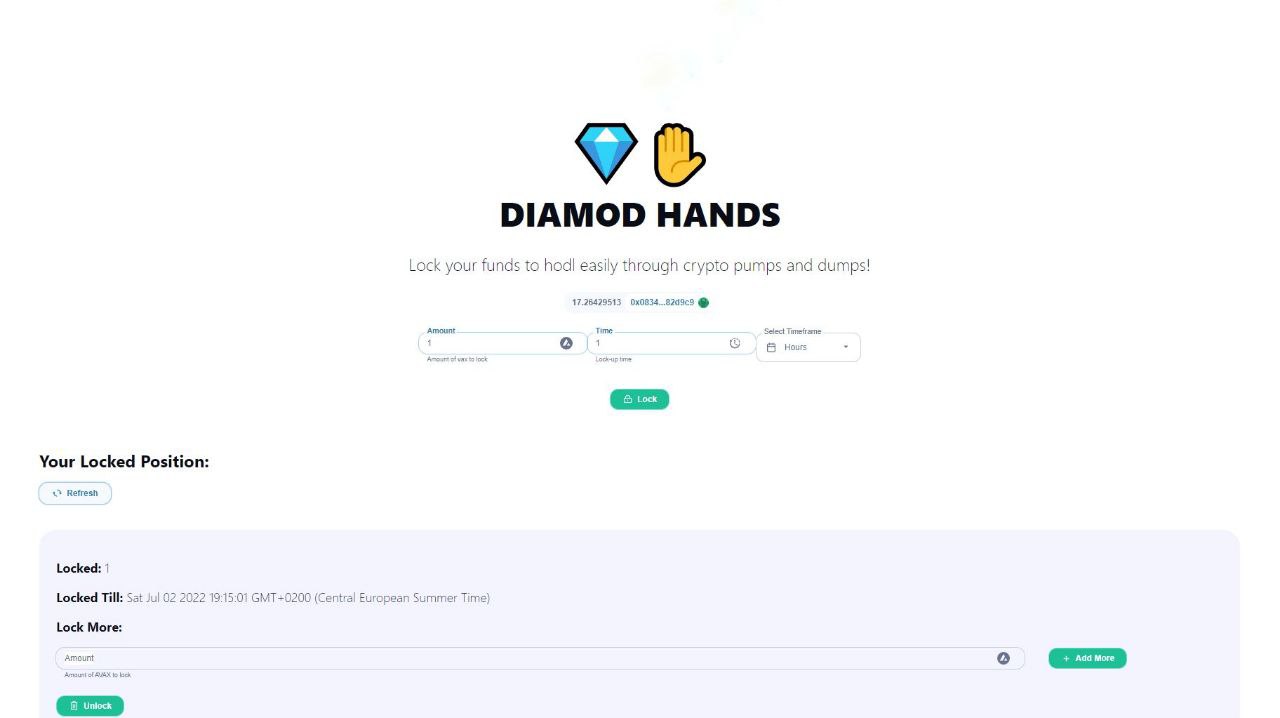 DIAMOD HANDS
Lock your funds to hodl easily through crypto pumps and dumps!
17.26429513 0x0834...82d9c9
Amount Time Select Timeframe
1 1 Hours
Amount of vax to lock Lock-up time
Lock
Your Locked Position:
Refresh
Locked: 1
Locked Till: Sat Jul 02 2022 19:15:01 GMT+0200 (Central European Summer Time)
Lock More:
Amount + Add More
Amount of AVAX to lock
Unlock